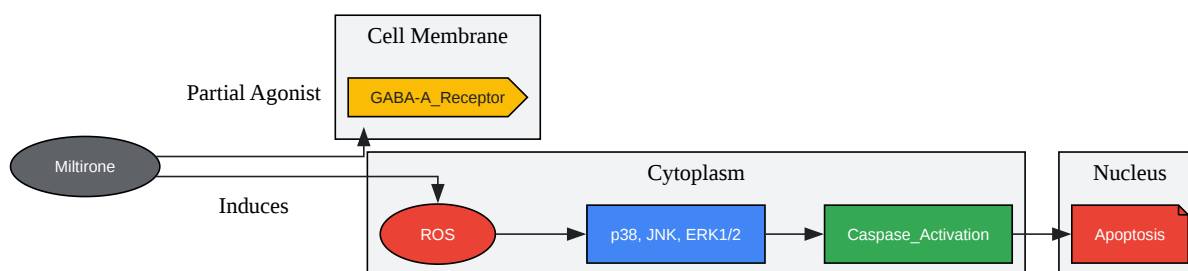 Cell Membrane
Partial Agonist
GABA-A_Receptor
Miltirone
Cytoplasm
Nucleus
Induces
ROS
p38, JNK, ERK1/2
Caspase_Activation
Apoptosis